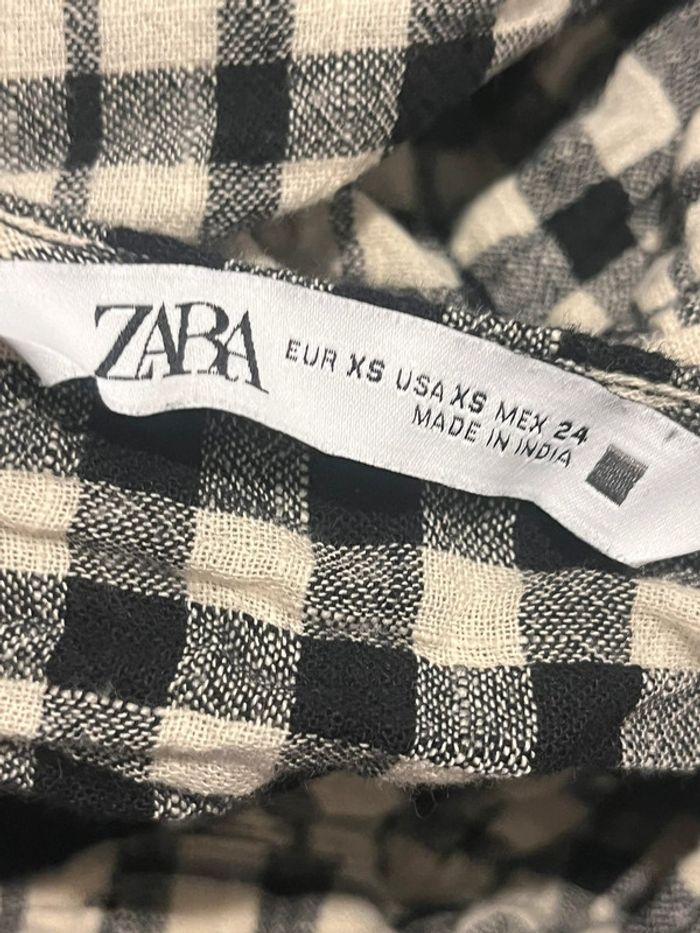 ZARA
EUR XS USA XS MEX 24
MADE IN INDIA